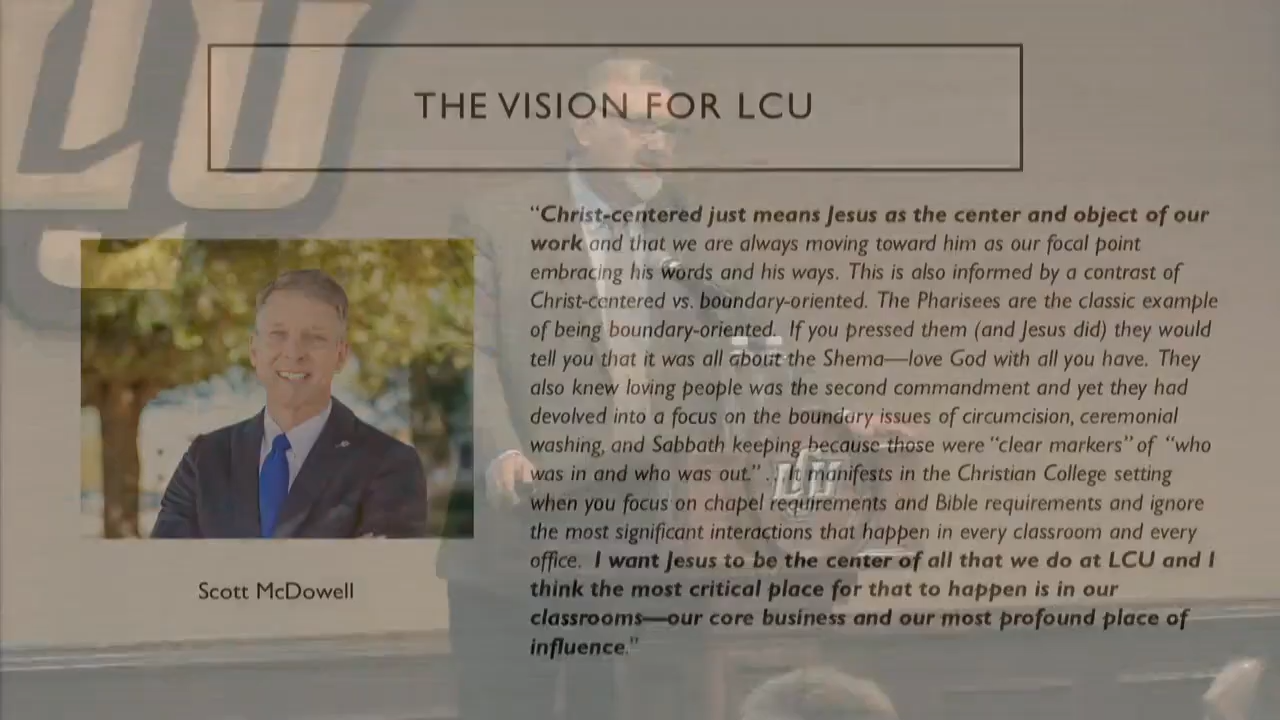 LCU
THE VISION FOR LCU
“Christ-centered just means Jesus as the center and object of our
work and that we are always moving toward him as our focal point
embracing his words and his ways. This is also informed by a contrast of
Christ-centered vs. boundary-oriented. The Pharisees are the classic example
of being boundary-oriented. If you pressed them (and Jesus did) they would
tell you that it was all about the Shema—love God with all you have. They
also knew loving people was the second commandment and yet they had
devolved into a focus on the boundary issues of circumcision, ceremonial
washing, and Sabbath keeping because those were “clear markers” of “who
was in and who was out.” ... It manifests in the Christian College setting
when you focus on chapel requirements and Bible requirements and ignore
the most significant interactions that happen in every classroom and every
office. I want Jesus to be the center of all that we do at LCU and I
think the most critical place for that to happen is in our
classrooms—our core business and our most profound place of
influence.”
Scott McDowell
LCU